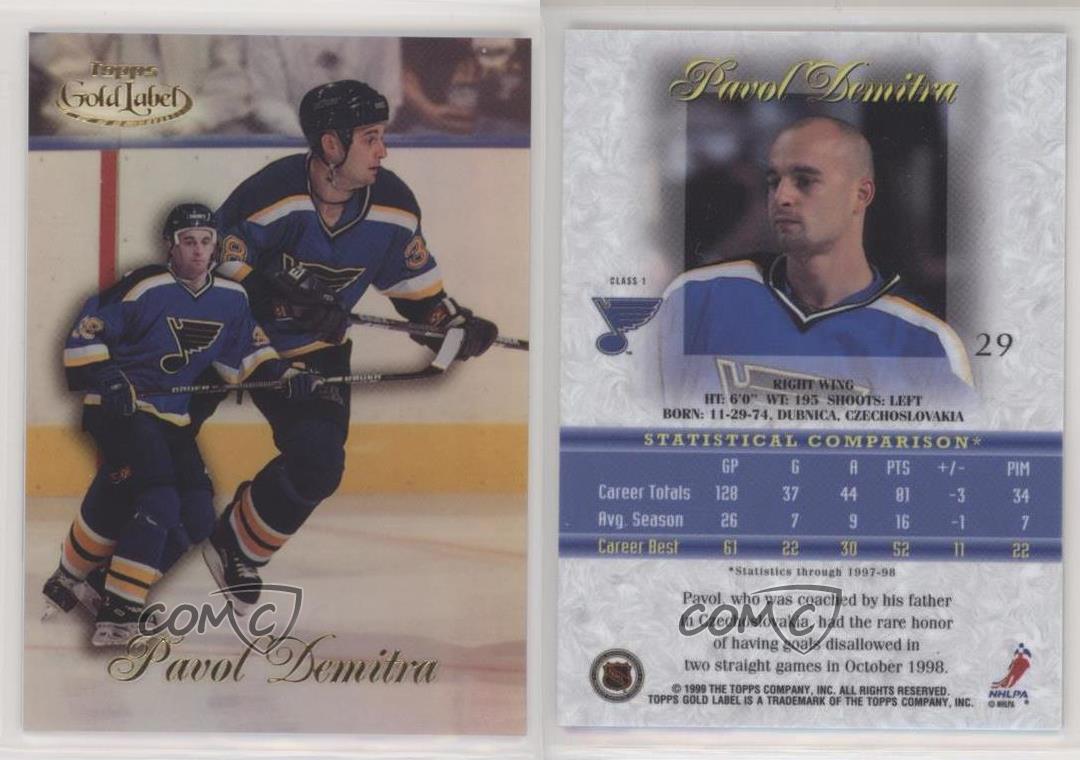 Topps
Gold Label
38
BAUER
COMC
Pavol Demitra
Pavol Demitra
CLASS 1
29
RIGHT WING
HT: 6'0" WT: 195 SHOOTS: LEFT
BORN: 11-29-74, DUBNICA, CZECHOSLOVAKIA
STATISTICAL COMPARISON*
GP G A PTS +/- PIM
Career Totals 128 37 44 81 -3 34
Avg. Season 26 7 9 16 -1 7
Career Best 61 22 30 52 11 22
*Statistics through 1997-98
Pavol, who was coached by his father
in Czechoslovakia, had the rare honor
of having goals disallowed in
two straight games in October 1998.
COMC
© 1999 THE TOPPS COMPANY, INC. ALL RIGHTS RESERVED.
TOPPS GOLD LABEL IS A TRADEMARK OF THE TOPPS COMPANY, INC.
NHLPA
© NHLPA